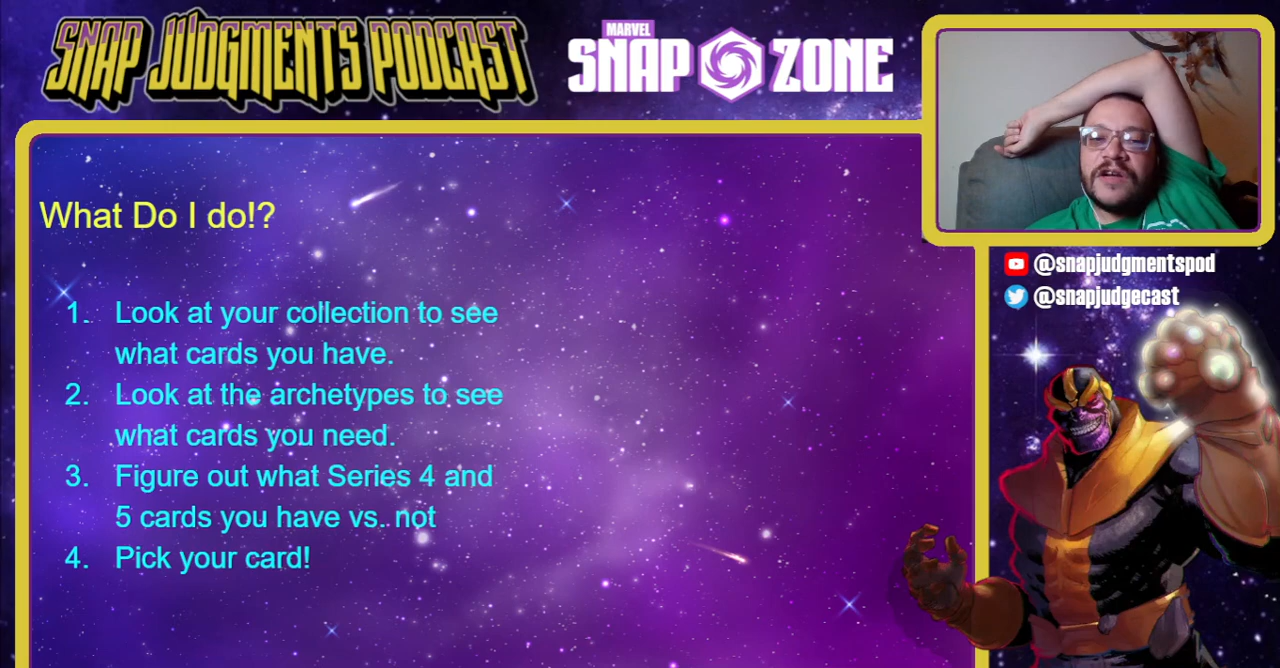 SNAP JUDGMENTS PODCAST
MARVEL
SNAP ZONE
@snapjudgmentspod
@snapjudgecast
What Do I do!?
1. Look at your collection to see
what cards you have.
2. Look at the archetypes to see
what cards you need.
3. Figure out what Series 4 and
5 cards you have vs. not
4. Pick your card!